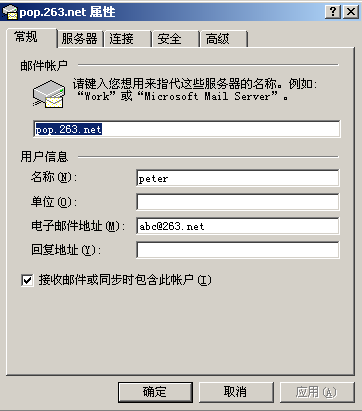 pop.263.net 属性
常规 服务器 连接 安全 高级
邮件帐户
请键入您想用来指代这些服务器的名称。例如:
“Work”或“Microsoft Mail Server”。
pop.263.net
用户信息
名称(N): peter
单位(O):
电子邮件地址(M): abc@263.net
回复地址(Y):
接收邮件或同步时包含此帐户(I)
确定 取消 应用(A)